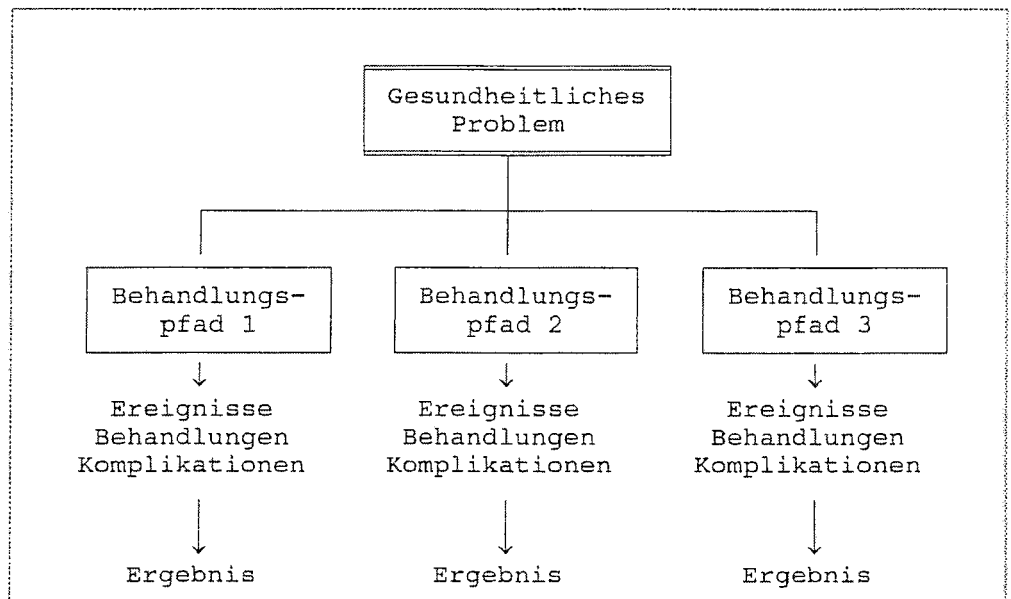 Gesundheitliches
Problem
Behandlungs-
pfad 1
Behandlungs-
pfad 2
Behandlungs-
pfad 3
Ereignisse
Behandlungen
Komplikationen
Ereignisse
Behandlungen
Komplikationen
Ereignisse
Behandlungen
Komplikationen
Ergebnis
Ergebnis
Ergebnis